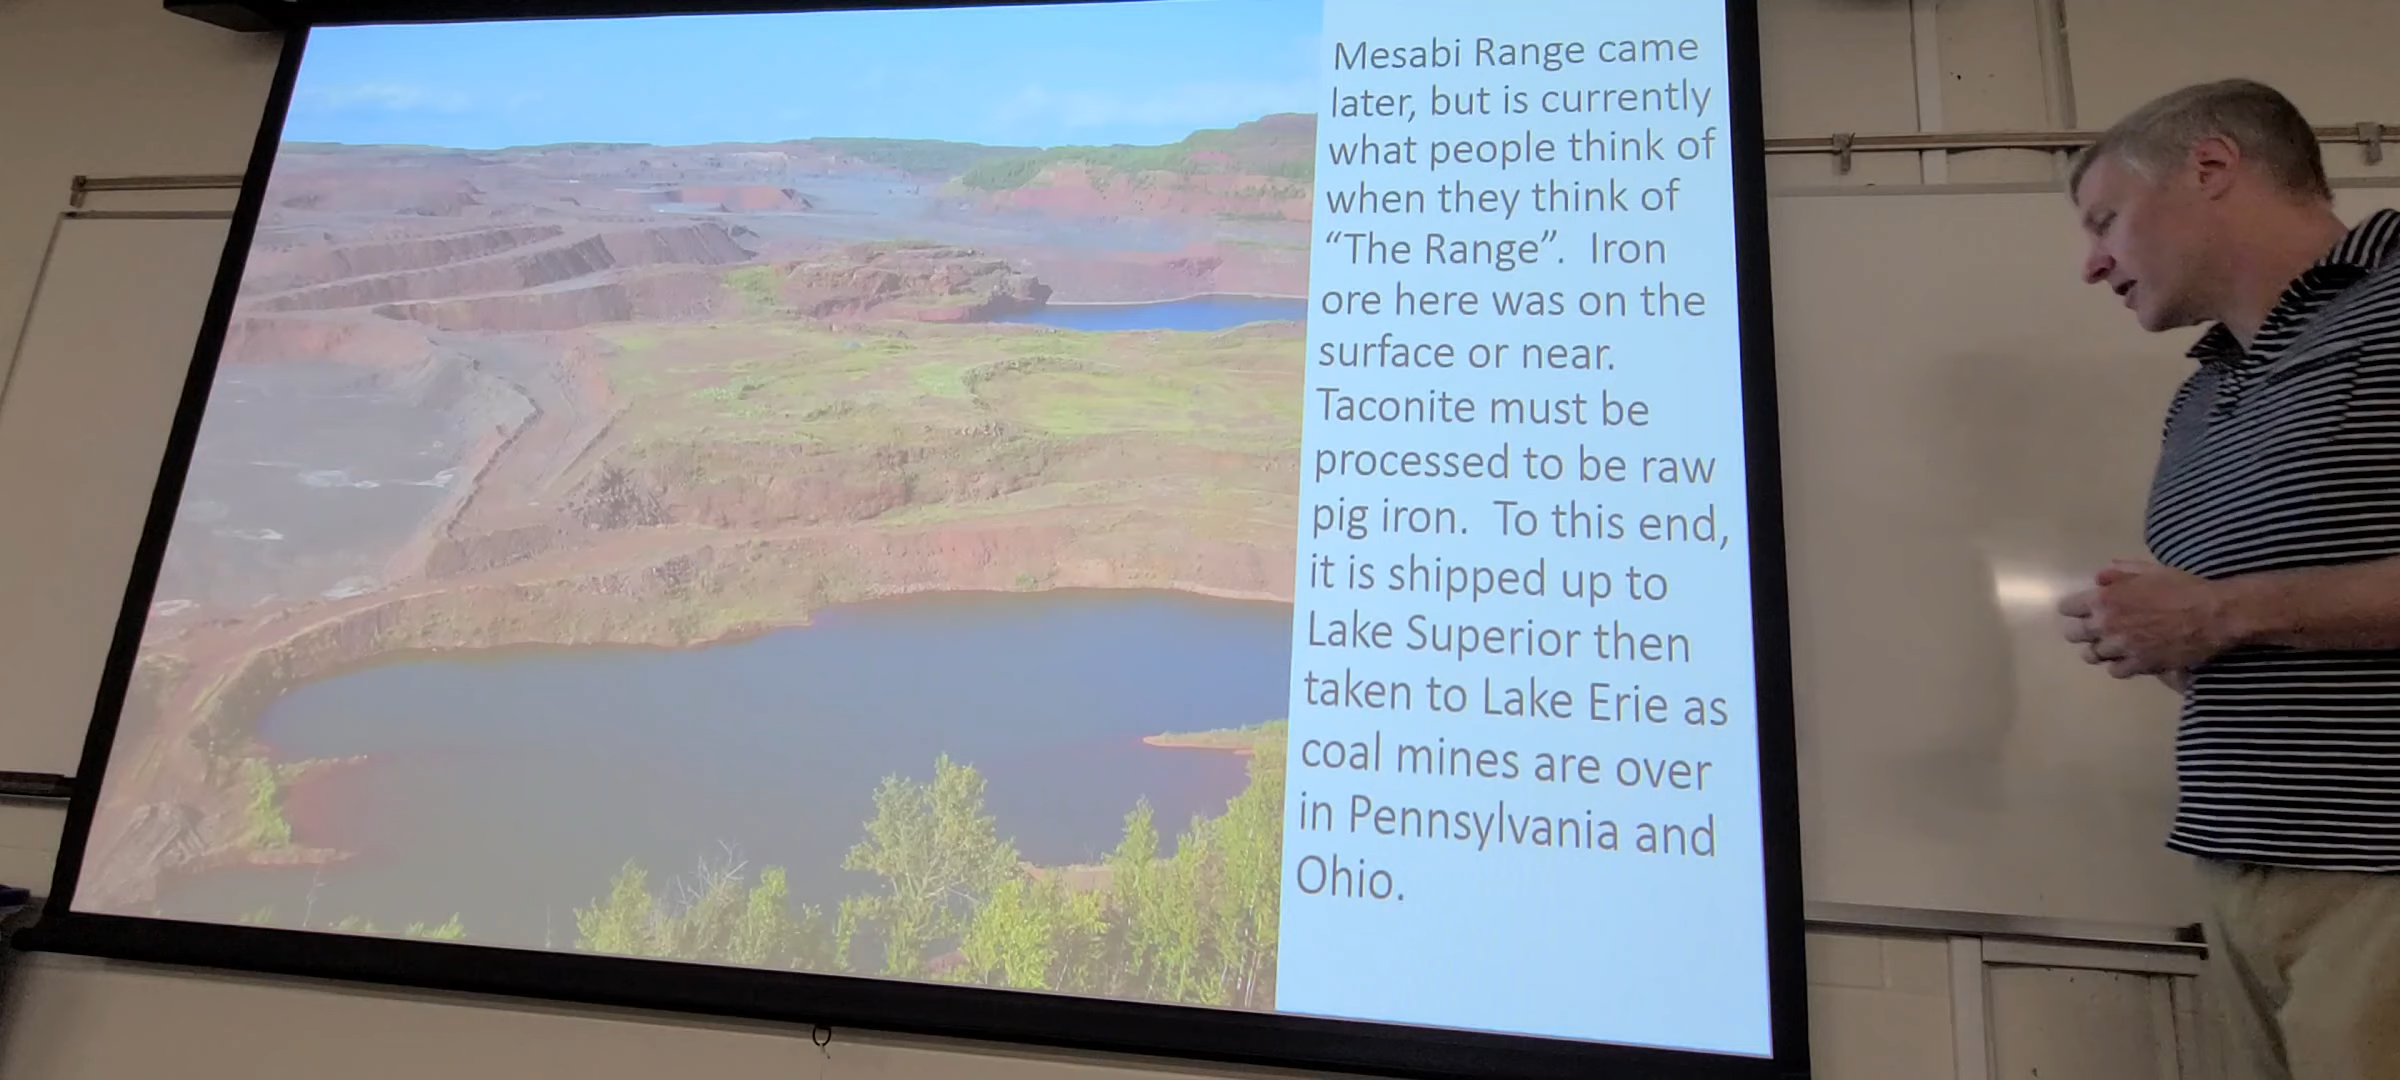 Mesabi Range came
later, but is currently
what people think of
when they think of
“The Range”.  Iron
ore here was on the
surface or near.
Taconite must be
processed to be raw
pig iron.  To this end,
it is shipped up to
Lake Superior then
taken to Lake Erie as
coal mines are over
in Pennsylvania and
Ohio.